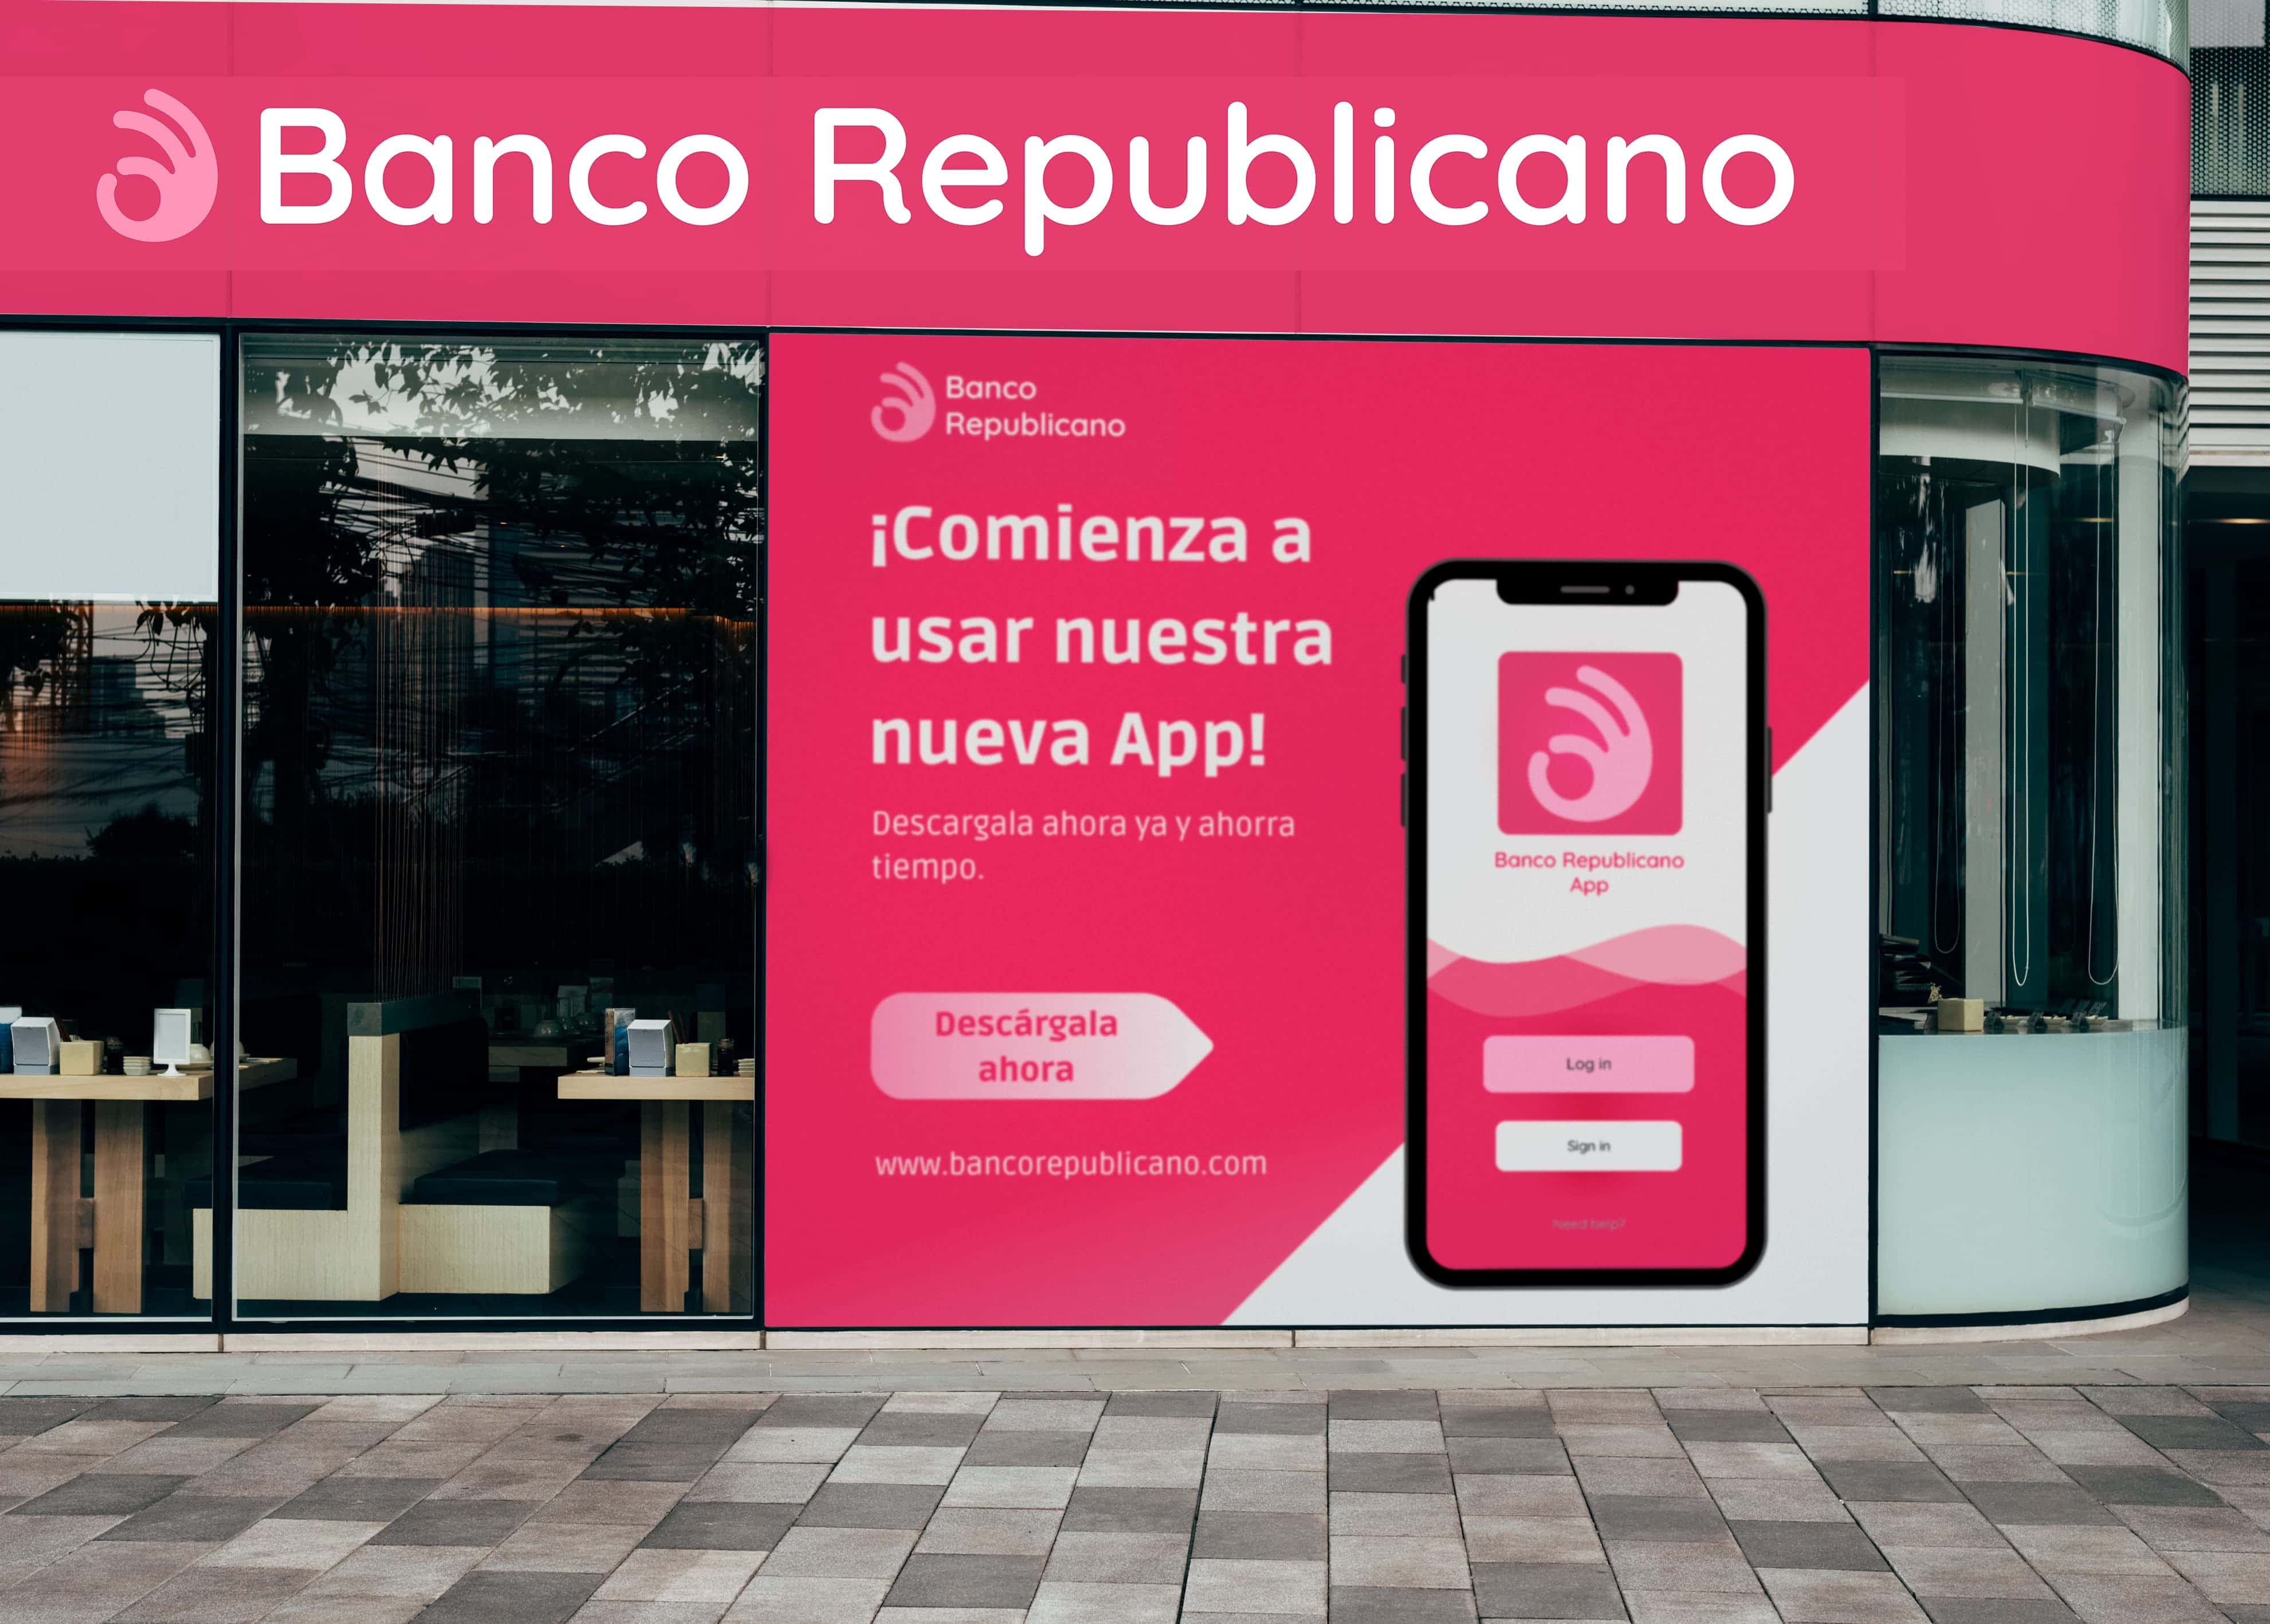 Banco Republicano
Banco
Republicano
¡Comienza a
usar nuestra
nueva App!
Descargala ahora ya y ahorra
tiempo.
Descárgala
ahora
www.bancorepublicano.com
Banco Republicano
App
Log in
Sign in
Need help?